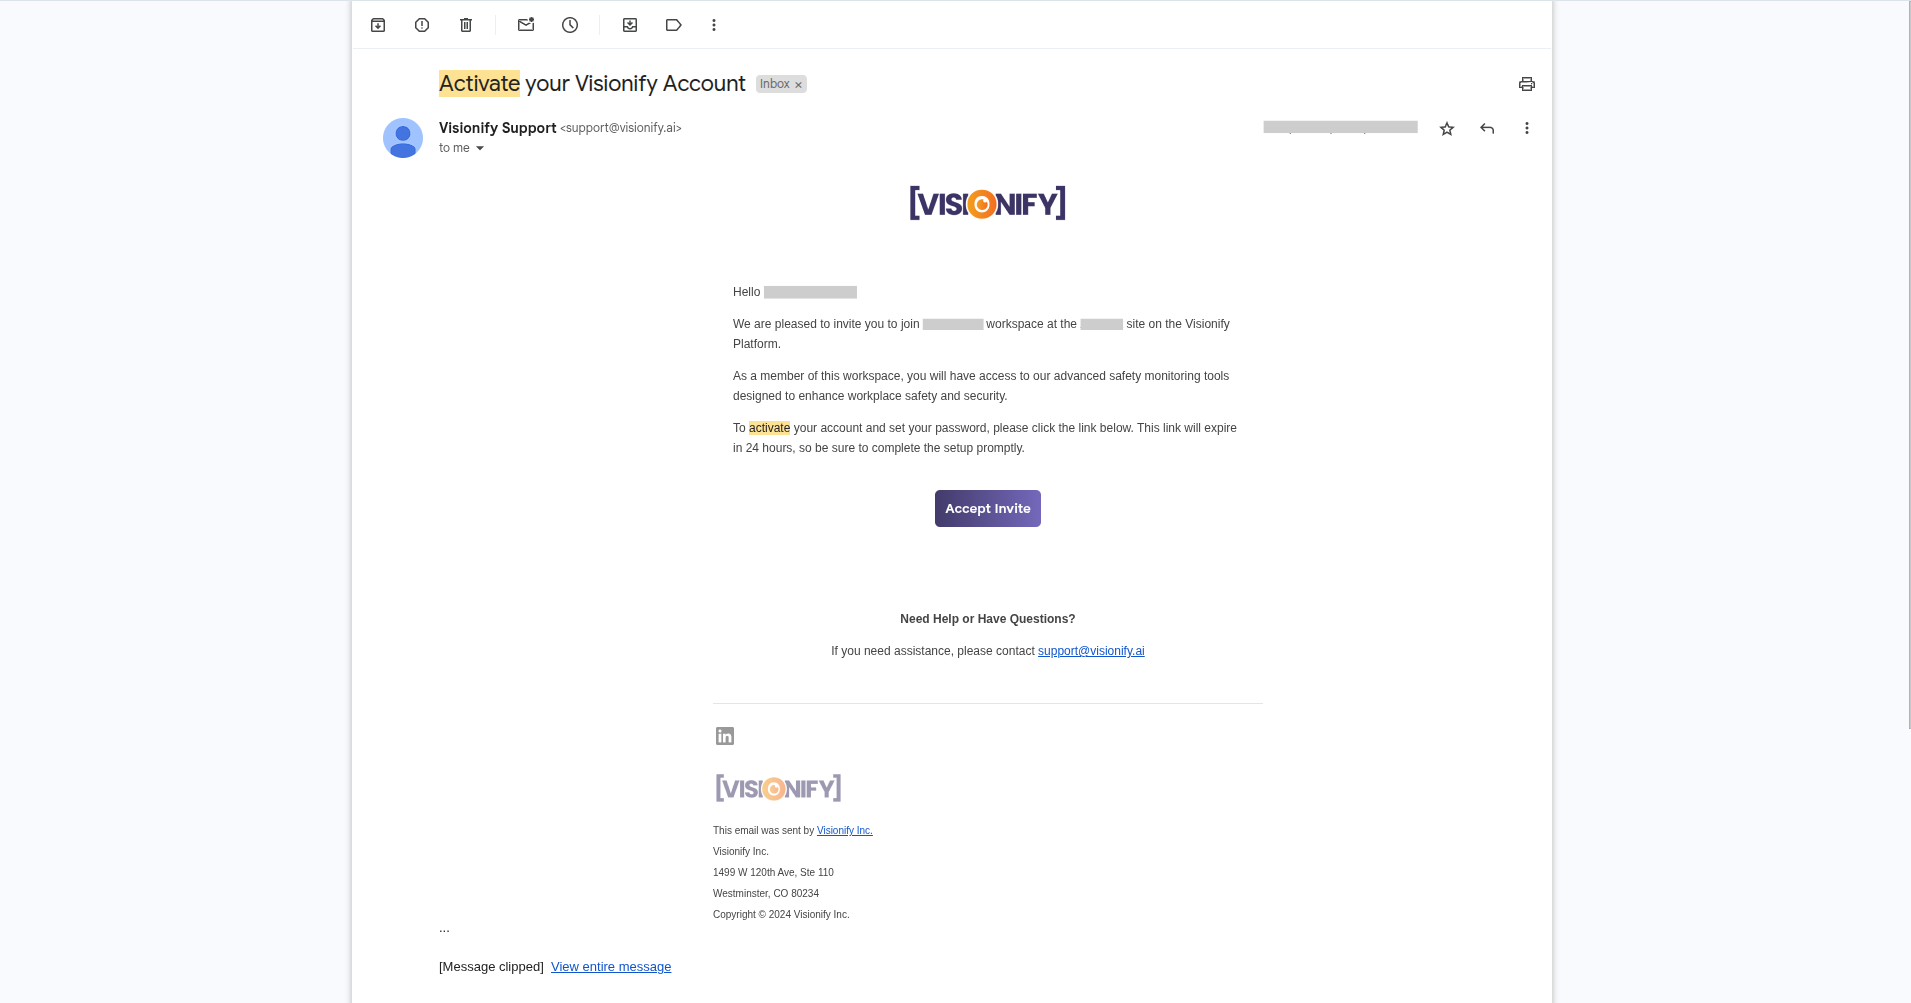 Activate your Visionify Account Inbox ×
Visionify Support <support@visionify.ai>
to me
[VISIONIFY]
Hello
We are pleased to invite you to join workspace at the site on the Visionify
Platform.
As a member of this workspace, you will have access to our advanced safety monitoring tools
designed to enhance workplace safety and security.
To activate your account and set your password, please click the link below. This link will expire
in 24 hours, so be sure to complete the setup promptly.
Accept Invite
Need Help or Have Questions?
If you need assistance, please contact support@visionify.ai
in
[VISIONIFY]
This email was sent by Visionify Inc.
Visionify Inc.
1499 W 120th Ave, Ste 110
Westminster, CO 80234
Copyright © 2024 Visionify Inc.
...
[Message clipped] View entire message